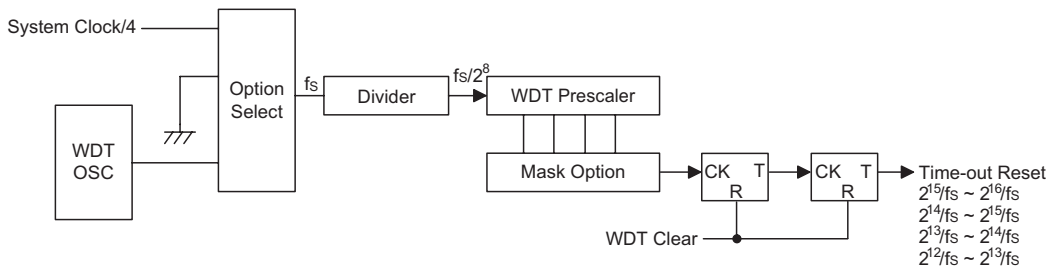 System Clock/4
Option
Select
fs
Divider
fs/2⁸
WDT Prescaler
WDT
OSC
Mask Option
CK T
R
CK T
R
Time-out Reset
2¹⁵/fs ~ 2¹⁶/fs
2¹⁴/fs ~ 2¹⁵/fs
2¹³/fs ~ 2¹⁴/fs
2¹²/fs ~ 2¹³/fs
WDT Clear